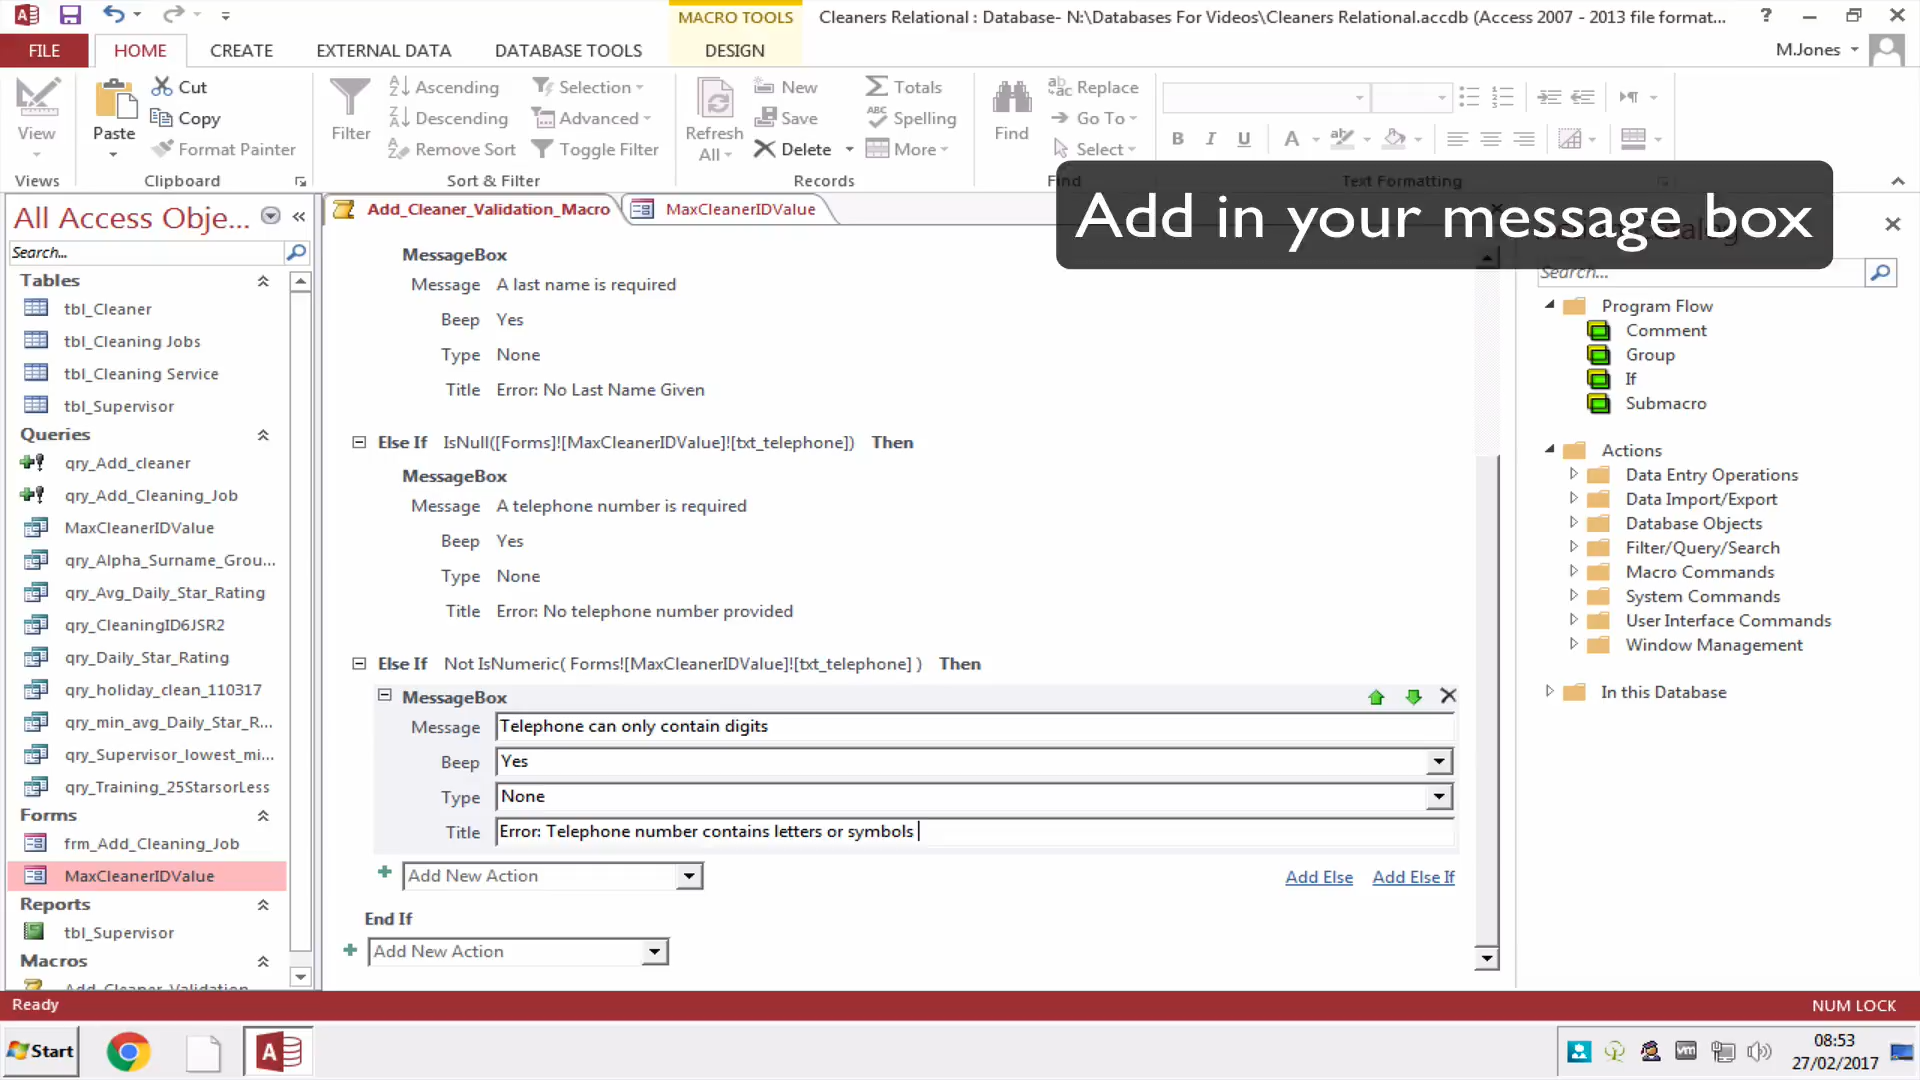 MACRO TOOLS
Cleaners Relational : Database- N:\Databases For Videos\Cleaners Relational.accdb (Access 2007 - 2013 file format...
?
FILE
HOME
CREATE
EXTERNAL DATA
DATABASE TOOLS
DESIGN
M.Jones
View
Views
Paste
Cut
Copy
Format Painter
Clipboard
Filter
Ascending
Descending
Remove Sort
Selection
Advanced
Toggle Filter
Sort & Filter
Refresh
All
New
Save
Delete
Totals
Spelling
More
Records
Find
Replace
Go To
Select
Find
B I U A
Text Formatting
Add in your message box
All Access Obje...
Search...
Tables
tbl_Cleaner
tbl_Cleaning Jobs
tbl_Cleaning Service
tbl_Supervisor
Queries
qry_Add_cleaner
qry_Add_Cleaning_Job
MaxCleanerIDValue
qry_Alpha_Surname_Grou...
qry_Avg_Daily_Star_Rating
qry_CleaningID6JSR2
qry_Daily_Star_Rating
qry_holiday_clean_110317
qry_min_avg_Daily_Star_R...
qry_Supervisor_lowest_mi...
qry_Training_25StarsorLess
Forms
frm_Add_Cleaning_Job
MaxCleanerIDValue
Reports
tbl_Supervisor
Macros
Add_Cleaner_Validation
Add_Cleaner_Validation_Macro
MaxCleanerIDValue
MessageBox
Message A last name is required
Beep Yes
Type None
Title Error: No Last Name Given
Else If IsNull([Forms]![MaxCleanerIDValue]![txt_telephone]) Then
MessageBox
Message A telephone number is required
Beep Yes
Type None
Title Error: No telephone number provided
Else If Not IsNumeric( Forms![MaxCleanerIDValue]![txt_telephone] ) Then
MessageBox
Message Telephone can only contain digits
Beep Yes
Type None
Title Error: Telephone number contains letters or symbols
Add New Action
Add Else Add Else If
End If
Add New Action
Search...
Program Flow
Comment
Group
If
Submacro
Actions
Data Entry Operations
Data Import/Export
Database Objects
Filter/Query/Search
Macro Commands
System Commands
User Interface Commands
Window Management
In this Database
Ready
NUM LOCK
Start
08:53
27/02/2017